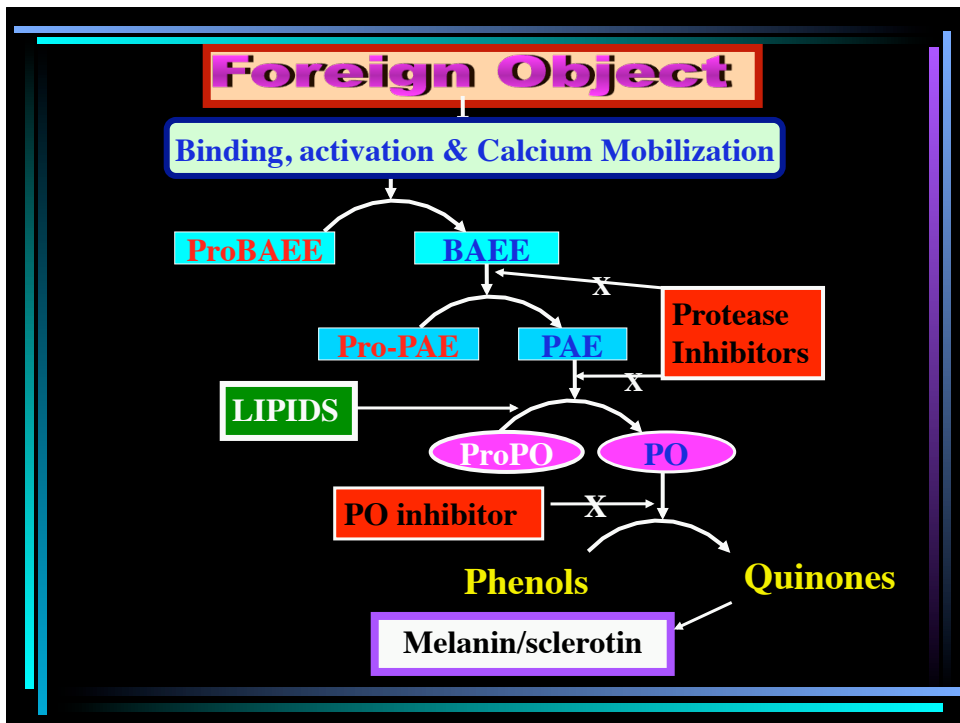 Foreign Object
Binding, activation & Calcium Mobilization
ProBAEE
BAEE
X
Protease
Inhibitors
Pro-PAE
PAE
X
LIPIDS
ProPO
PO
PO inhibitor
X
Phenols
Quinones
Melanin/sclerotin